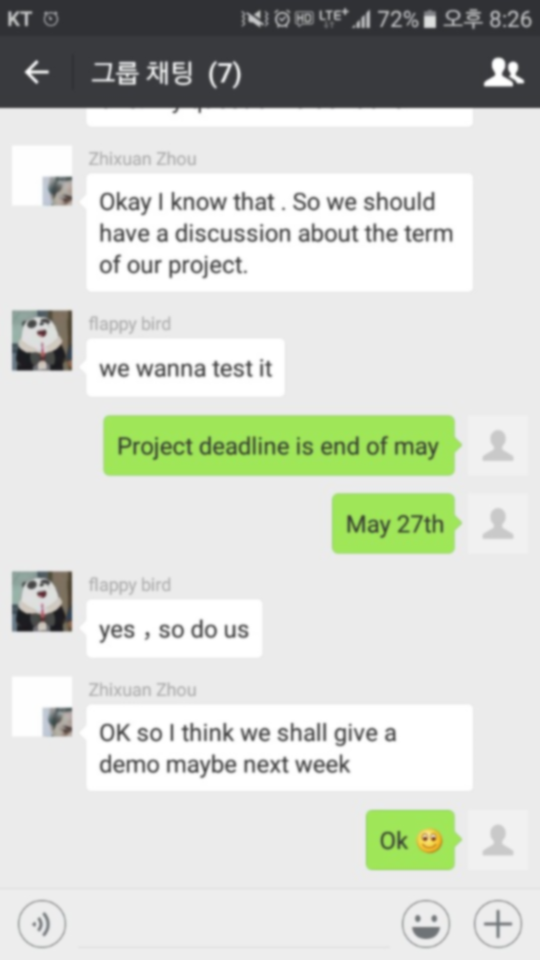 KT HD LTE+ 72% 오후 8:26
그룹 채팅 (7)
Zhixuan Zhou
Okay I know that . So we should
have a discussion about the term
of our project.
flappy bird
we wanna test it
Project deadline is end of may
May 27th
flappy bird
yes , so do us
Zhixuan Zhou
OK so I think we shall give a
demo maybe next week
Ok 😊